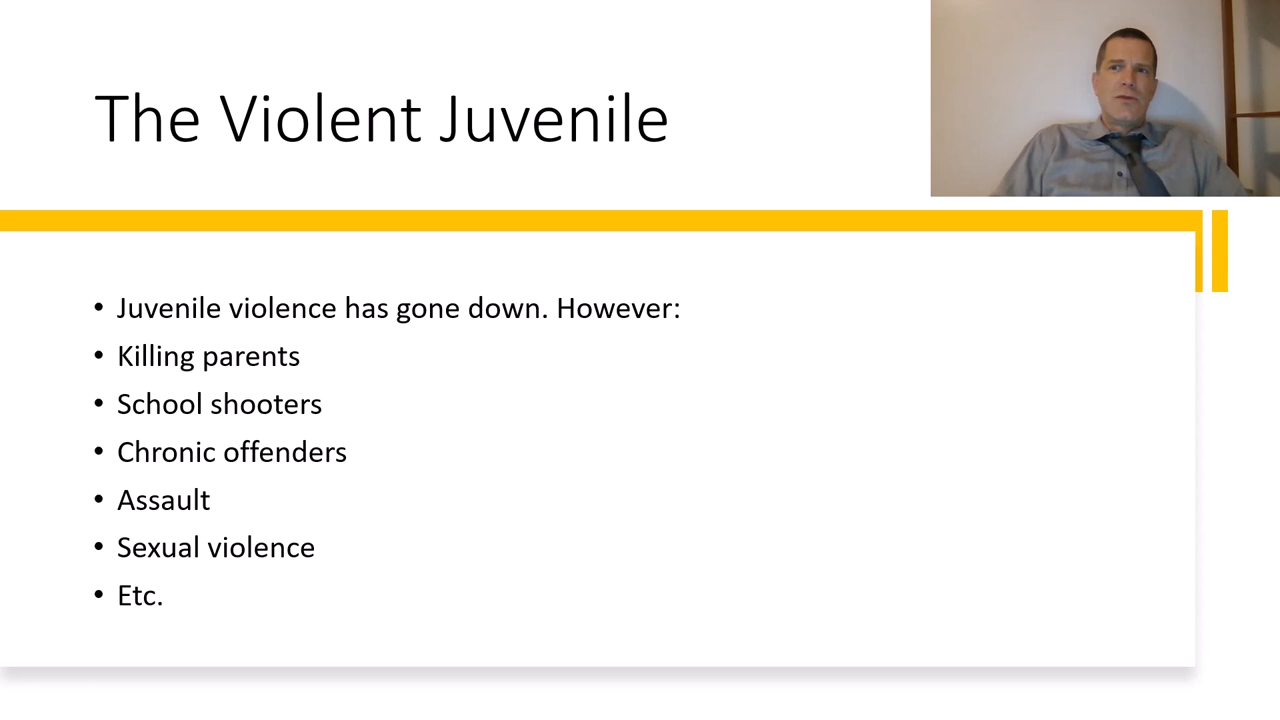 The Violent Juvenile
• Juvenile violence has gone down. However:
• Killing parents
• School shooters
• Chronic offenders
• Assault
• Sexual violence
• Etc.